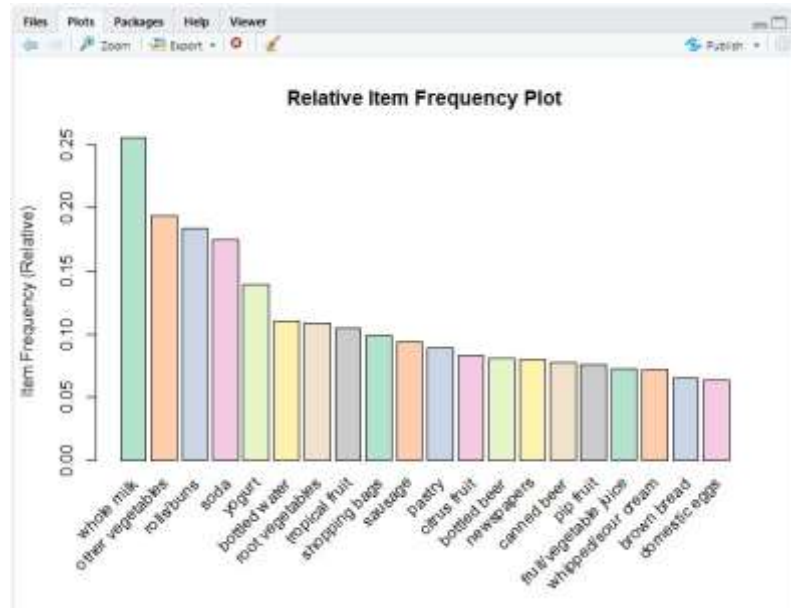 Files Plots Packages Help Viewer
Zoom Export Publish
Relative Item Frequency Plot
Item Frequency (Relative)
0.25
0.20
0.15
0.10
0.05
0.00
whole milk
other vegetables
rolls/buns
soda
yogurt
bottled water
root vegetables
tropical fruit
shopping bags
sausage
pastry
citrus fruit
bottled beer
newspapers
canned beer
pip fruit
fruit/vegetable juice
whipped/sour cream
brown bread
domestic eggs